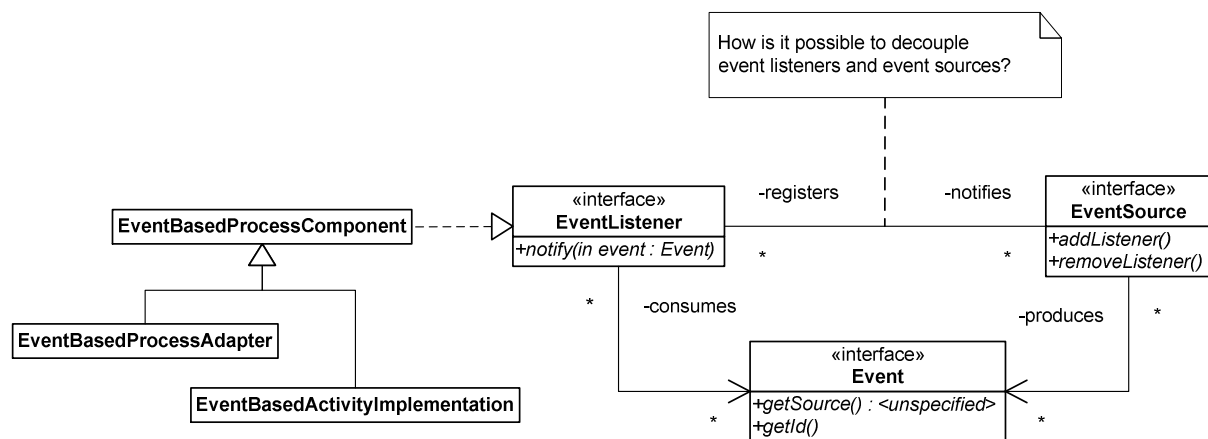 How is it possible to decouple
event listeners and event sources?
«interface»
EventListener
+notify(in event : Event)
-registers
*
-notifies
*
«interface»
EventSource
+addListener()
+removeListener()
EventBasedProcessComponent
EventBasedProcessAdapter
EventBasedActivityImplementation
*
-consumes
*
-produces
*
*
«interface»
Event
+getSource() : <unspecified>
+getId()